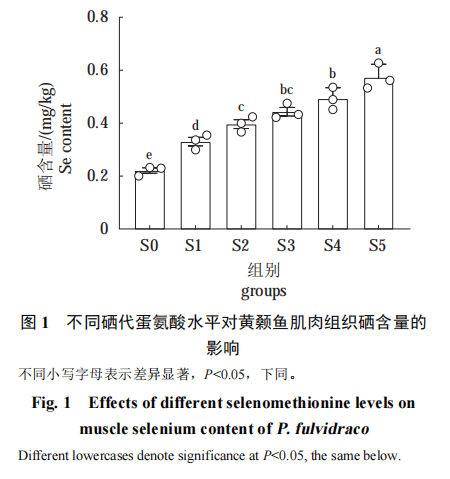 0.8
0.6
0.4
0.2
0
硒含量/(mg/kg)
Se content
e
d
c
bc
b
a
S0 S1 S2 S3 S4 S5
组别
groups
图 1 不同硒代蛋氨酸水平对黄颡鱼肌肉组织硒含量的
影响
不同小写字母表示差异显著，P<0.05，下同。
Fig. 1 Effects of different selenomethionine levels on
muscle selenium content of P. fulvidraco
Different lowercases denote significance at P<0.05, the same below.